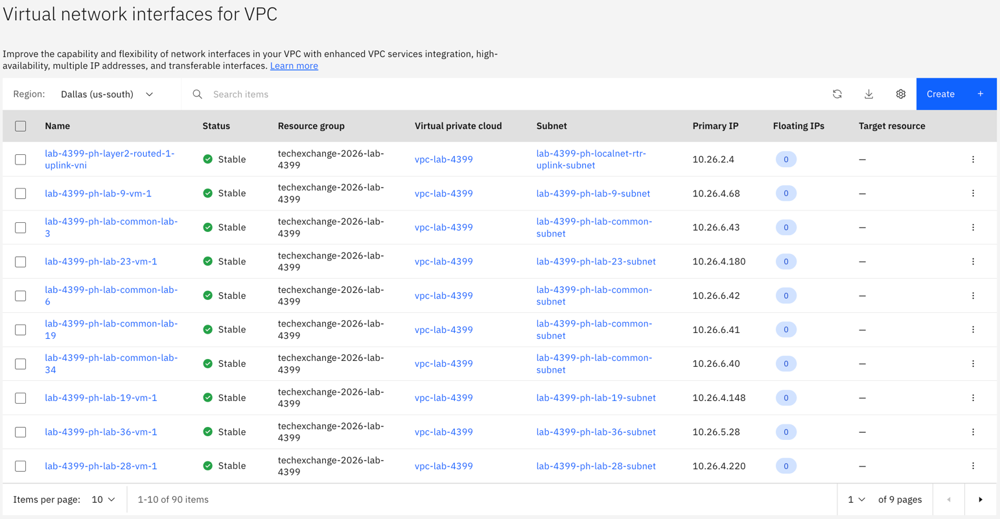 Virtual network interfaces for VPC
Improve the capability and flexibility of network interfaces in your VPC with enhanced VPC services integration, high-
availability, multiple IP addresses, and transferable interfaces. Learn more
Region: Dallas (us-south) Search items Create +
Name Status Resource group Virtual private cloud Subnet Primary IP Floating IPs Target resource
lab-4399-ph-layer2-routed-1-
uplink-vni
Stable
techexchange-2026-lab-
4399
vpc-lab-4399
lab-4399-ph-localnet-rtr-
uplink-subnet
10.26.2.4
0
–
lab-4399-ph-lab-9-vm-1
Stable
techexchange-2026-lab-
4399
vpc-lab-4399
lab-4399-ph-lab-9-subnet
10.26.4.68
0
–
lab-4399-ph-lab-common-lab-
3
Stable
techexchange-2026-lab-
4399
vpc-lab-4399
lab-4399-ph-lab-common-
subnet
10.26.6.43
0
–
lab-4399-ph-lab-23-vm-1
Stable
techexchange-2026-lab-
4399
vpc-lab-4399
lab-4399-ph-lab-23-subnet
10.26.4.180
0
–
lab-4399-ph-lab-common-lab-
6
Stable
techexchange-2026-lab-
4399
vpc-lab-4399
lab-4399-ph-lab-common-
subnet
10.26.6.42
0
–
lab-4399-ph-lab-common-lab-
19
Stable
techexchange-2026-lab-
4399
vpc-lab-4399
lab-4399-ph-lab-common-
subnet
10.26.6.41
0
–
lab-4399-ph-lab-common-lab-
34
Stable
techexchange-2026-lab-
4399
vpc-lab-4399
lab-4399-ph-lab-common-
subnet
10.26.6.40
0
–
lab-4399-ph-lab-19-vm-1
Stable
techexchange-2026-lab-
4399
vpc-lab-4399
lab-4399-ph-lab-19-subnet
10.26.4.148
0
–
lab-4399-ph-lab-36-vm-1
Stable
techexchange-2026-lab-
4399
vpc-lab-4399
lab-4399-ph-lab-36-subnet
10.26.5.28
0
–
lab-4399-ph-lab-28-vm-1
Stable
techexchange-2026-lab-
4399
vpc-lab-4399
lab-4399-ph-lab-28-subnet
10.26.4.220
0
–
Items per page: 10 1-10 of 90 items 1 of 9 pages